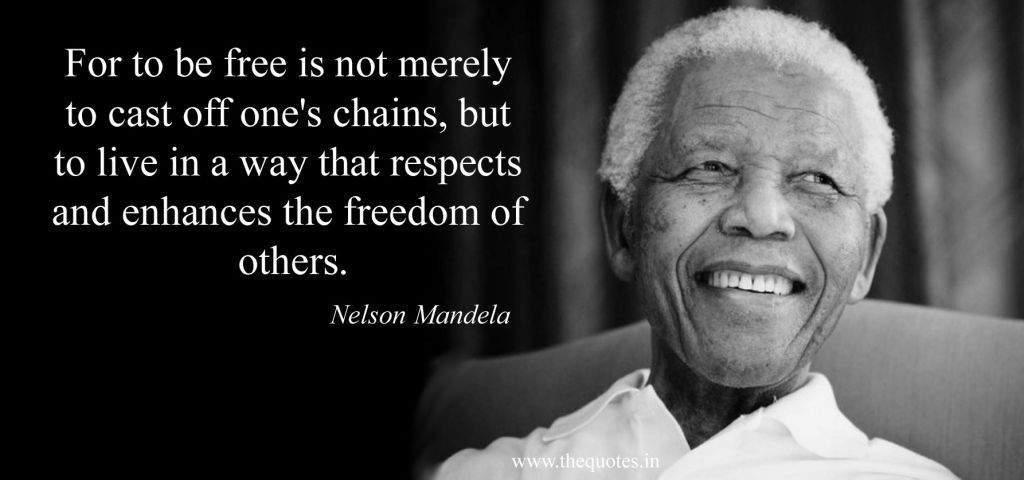 For to be free is not merely
to cast off one's chains, but
to live in a way that respects
and enhances the freedom of
others.
Nelson Mandela
www.thequotes.in